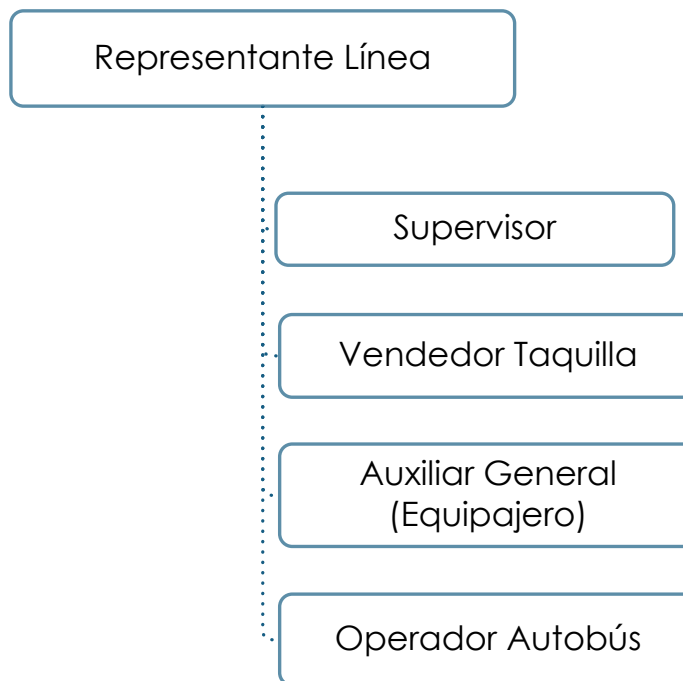 Representante Línea
Supervisor
Vendedor Taquilla
Auxiliar General
(Equipajero)
Operador Autobús